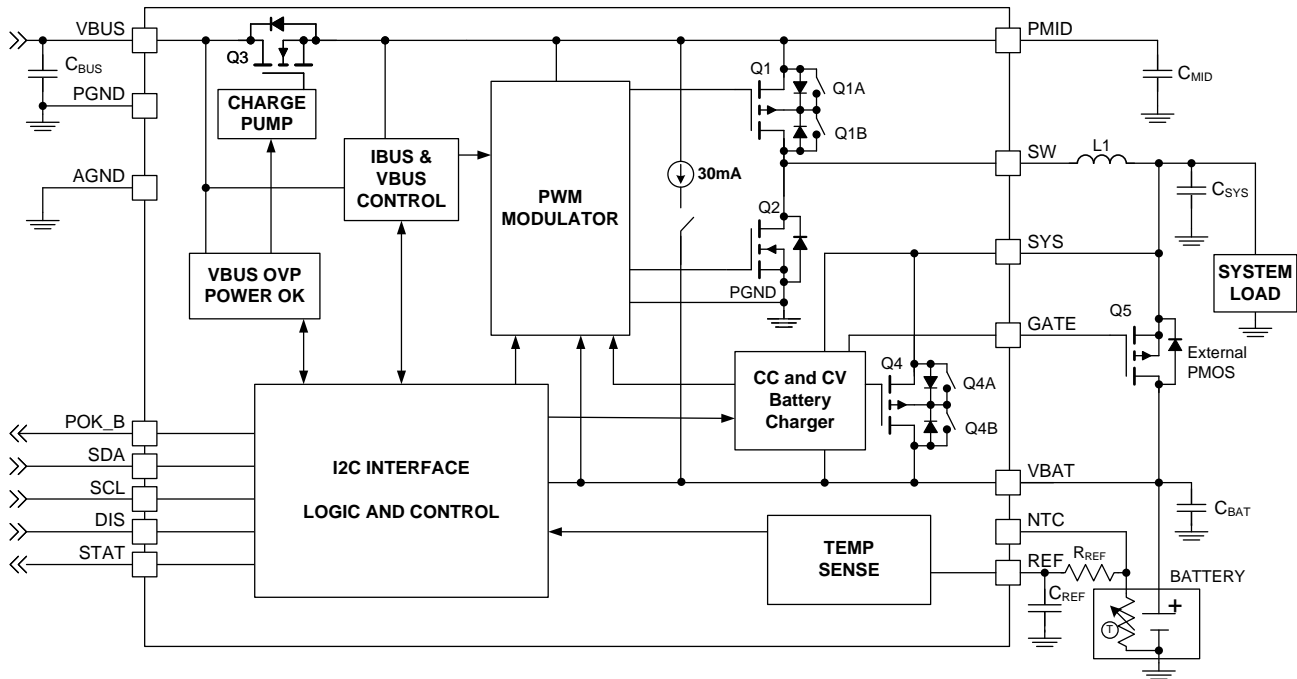 VBUS
PMID
Q3
Q1
CBUS
Q1A
CMID
PGND
CHARGE
PUMP
Q1B
IBUS &
VBUS
CONTROL
SW
L1
AGND
30mA
PWM
MODULATOR
CSYS
Q2
SYS
VBUS OVP
POWER OK
PGND
SYSTEM
LOAD
GATE
Q5
External
PMOS
CC and CV
Battery
Charger
Q4
Q4A
Q4B
POK_B
SDA
I2C INTERFACE
LOGIC AND CONTROL
VBAT
SCL
CBAT
DIS
NTC
STAT
TEMP
SENSE
REF
RREF
BATTERY
CREF
+
T